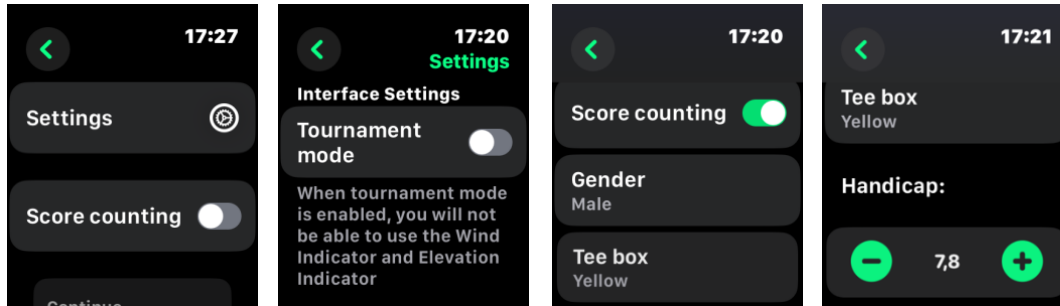 17:27
Settings
Score counting
Continue
17:20
Settings
Interface Settings
Tournament
mode
When tournament mode
is enabled, you will not
be able to use the Wind
Indicator and Elevation
Indicator
17:20
Score counting
Gender
Male
Tee box
Yellow
17:21
Tee box
Yellow
Handicap:
7,8